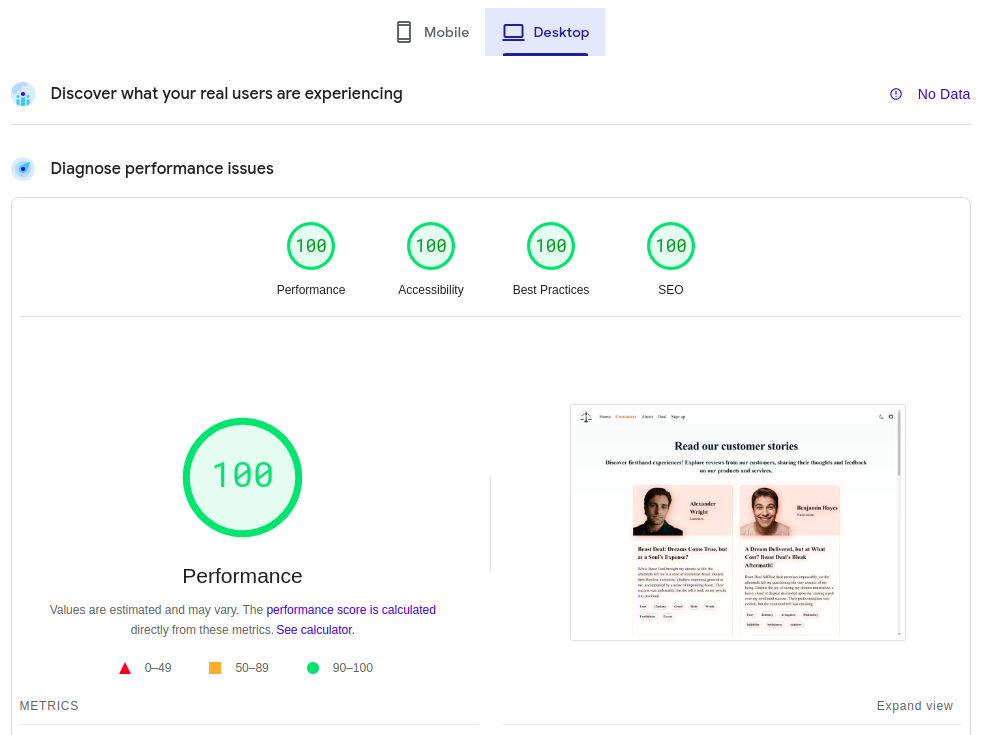 Mobile
Desktop
Discover what your real users are experiencing
No Data
Diagnose performance issues
100
100
100
100
Performance
Accessibility
Best Practices
SEO
100
Performance
Values are estimated and may vary. The performance score is calculated
directly from these metrics. See calculator.
0–49
50–89
90–100
Home Customers About Deal Sign up
Read our customer stories
Discover firsthand experiences! Explore reviews from our customers, sharing their thoughts and feedback
on our products and services.
Alexander
Wright
Benjamin Hayes
Beast Deal: Dreams Come True, but
at a Soul's Expense?
A Dream Delivered, but at What
Cost? Beast Deal's Bleak
Aftermath!
METRICS
Expand view